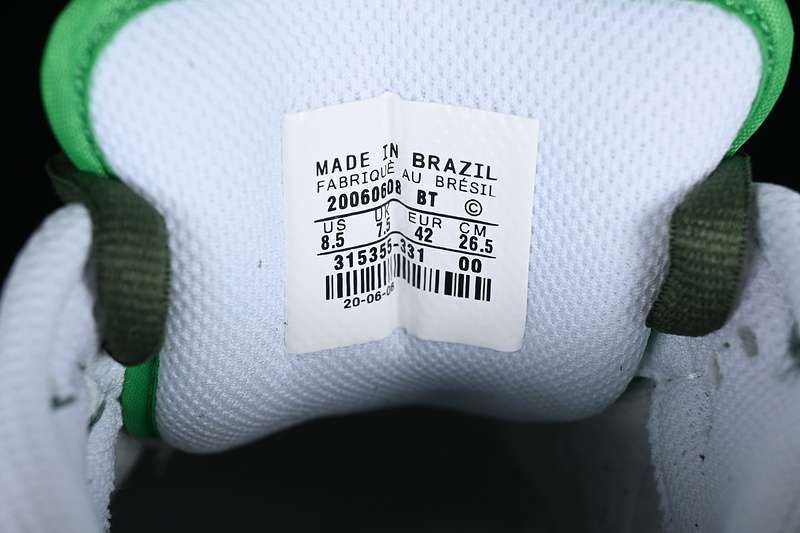 MADE IN BRAZIL
FABRIQUÉ AU BRÉSIL
20060608 BT ©
US UK EUR CM
8.5 7.5 42 26.5
315355-331 00
20-06-06